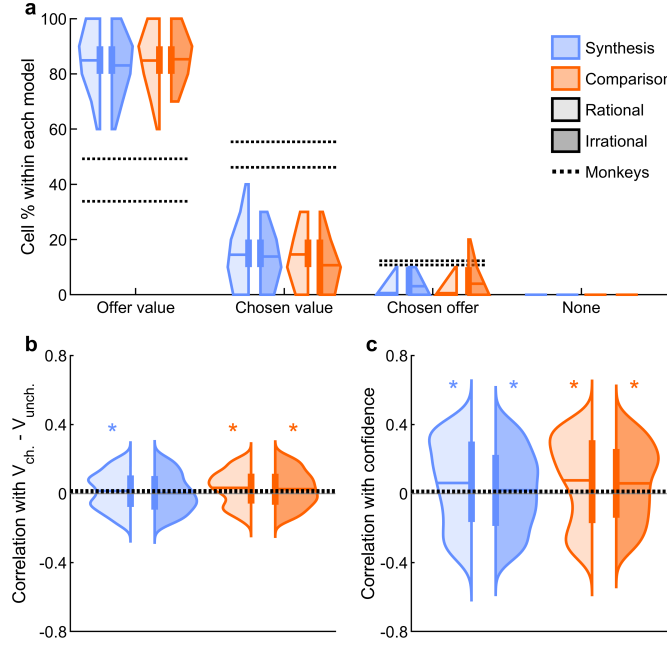 a
100
80
60
40
20
0
Cell % within each model
Offer value
Chosen value
Chosen offer
None
Synthesis
Comparison
Rational
Irrational
Monkeys
b
0.8
0.4
0
-0.4
-0.8
Correlation with V_ch. - V_unch.
* * *
c
0.8
0.4
0
-0.4
-0.8
Correlation with confidence
* * * *